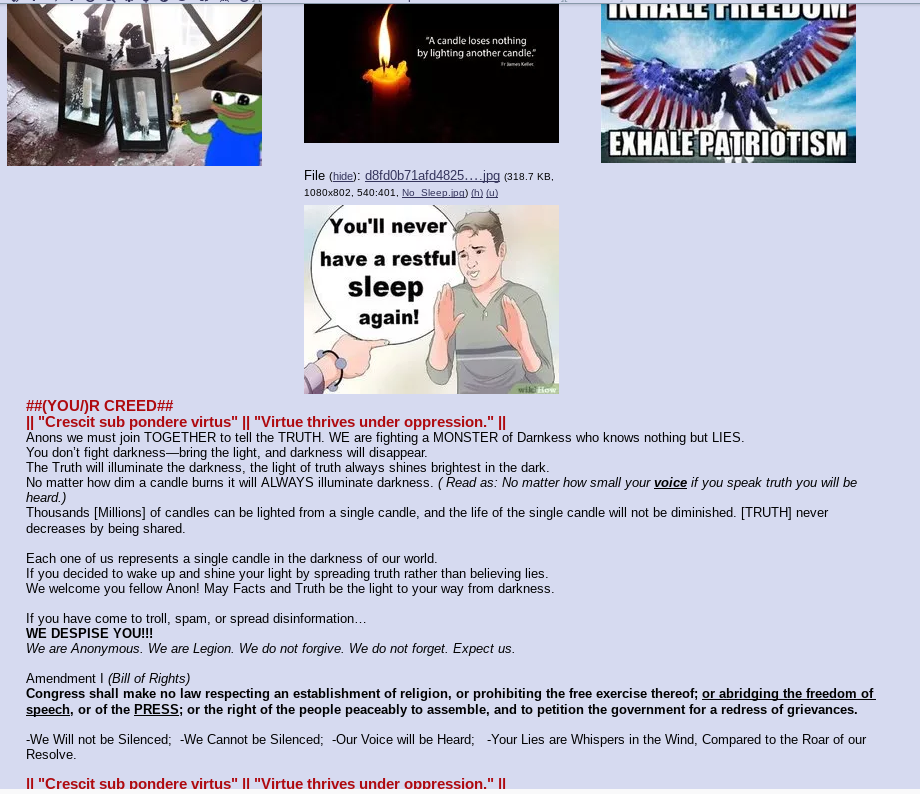 INHALE FREEDOM
"A candle loses nothing
by lighting another candle."
Fr James Keller
EXHALE PATRIOTISM
File (hide): d8fd0b71afd4825….jpg (318.7 KB,
1080x802, 540:401, No_Sleep.jpg) (h) (u)
You'll never
have a restful
sleep
again!
wikiHow
##(YOU/)R CREED##
|| "Crescit sub pondere virtus" || "Virtue thrives under oppression." ||
Anons we must join TOGETHER to tell the TRUTH. WE are fighting a MONSTER of Darnkess who knows nothing but LIES.
You don't fight darkness—bring the light, and darkness will disappear.
The Truth will illuminate the darkness, the light of truth always shines brightest in the dark.
No matter how dim a candle burns it will ALWAYS illuminate darkness. ( Read as: No matter how small your voice if you speak truth you will be
heard.)
Thousands [Millions] of candles can be lighted from a single candle, and the life of the single candle will not be diminished. [TRUTH] never
decreases by being shared.
Each one of us represents a single candle in the darkness of our world.
If you decided to wake up and shine your light by spreading truth rather than believing lies.
We welcome you fellow Anon! May Facts and Truth be the light to your way from darkness.
If you have come to troll, spam, or spread disinformation…
WE DESPISE YOU!!!
We are Anonymous. We are Legion. We do not forgive. We do not forget. Expect us.
Amendment I (Bill of Rights)
Congress shall make no law respecting an establishment of religion, or prohibiting the free exercise thereof; or abridging the freedom of
speech, or of the PRESS; or the right of the people peaceably to assemble, and to petition the government for a redress of grievances.
-We Will not be Silenced;  -We Cannot be Silenced;  -Our Voice will be Heard;   -Your Lies are Whispers in the Wind, Compared to the Roar of our
Resolve.
|| "Crescit sub pondere virtus" || "Virtue thrives under oppression." ||